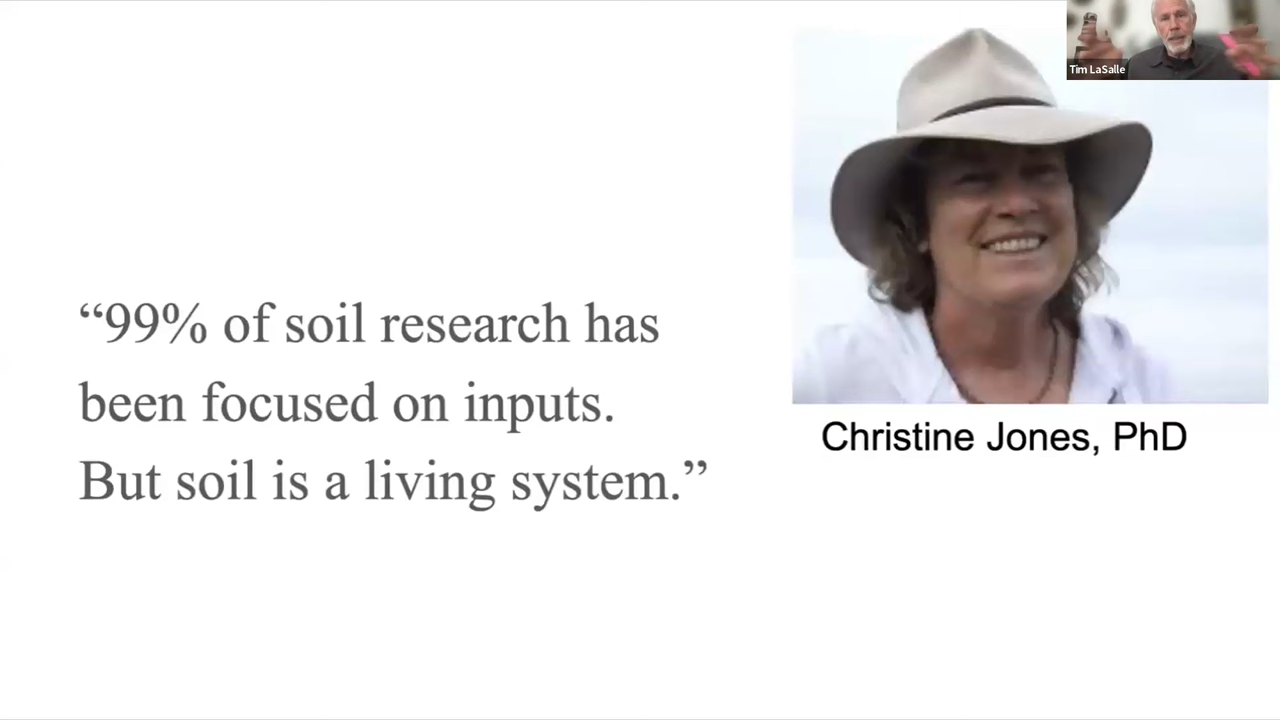 Tim LaSalle
“99% of soil research has
been focused on inputs.
But soil is a living system.”
Christine Jones, PhD